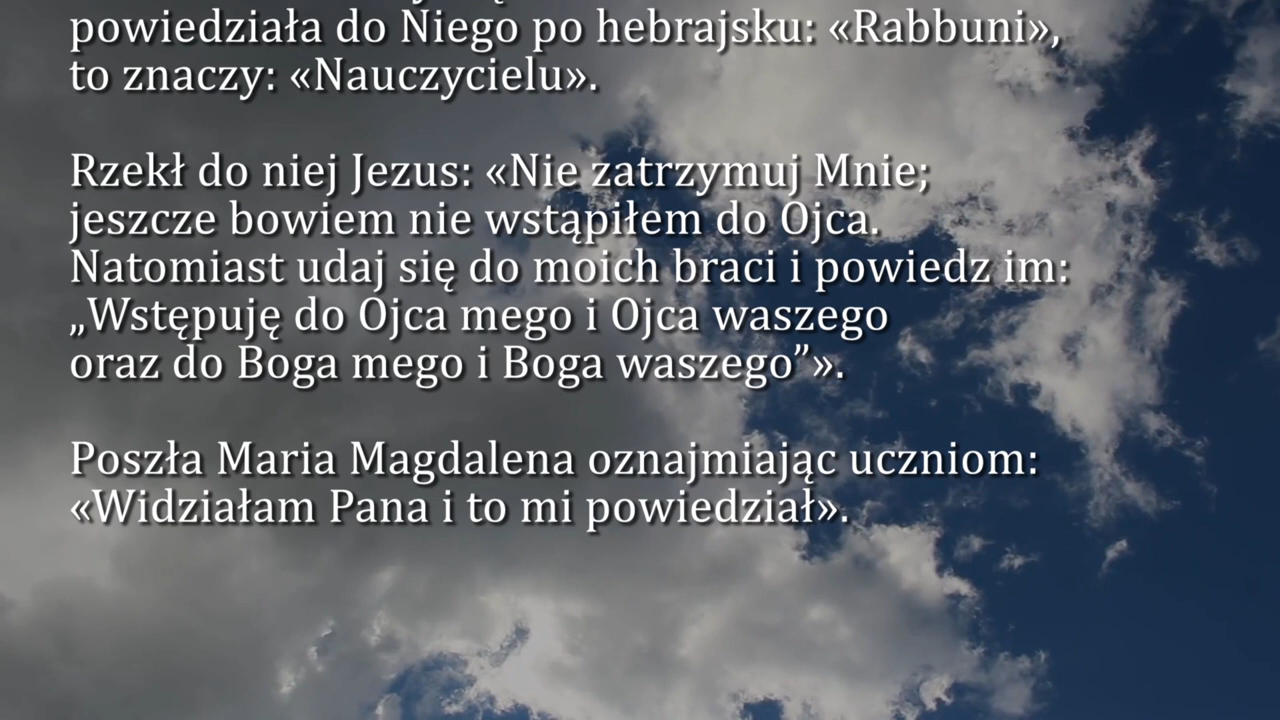 powiedziała do Niego po hebrajsku: «Rabbuni»,
to znaczy: «Nauczycielu».
Rzekł do niej Jezus: «Nie zatrzymuj Mnie;
jeszcze bowiem nie wstąpiłem do Ojca.
Natomiast udaj się do moich braci i powiedz im:
„Wstępuję do Ojca mego i Ojca waszego
oraz do Boga mego i Boga waszego”».
Poszła Maria Magdalena oznajmiając uczniom:
«Widziałam Pana i to mi powiedział».